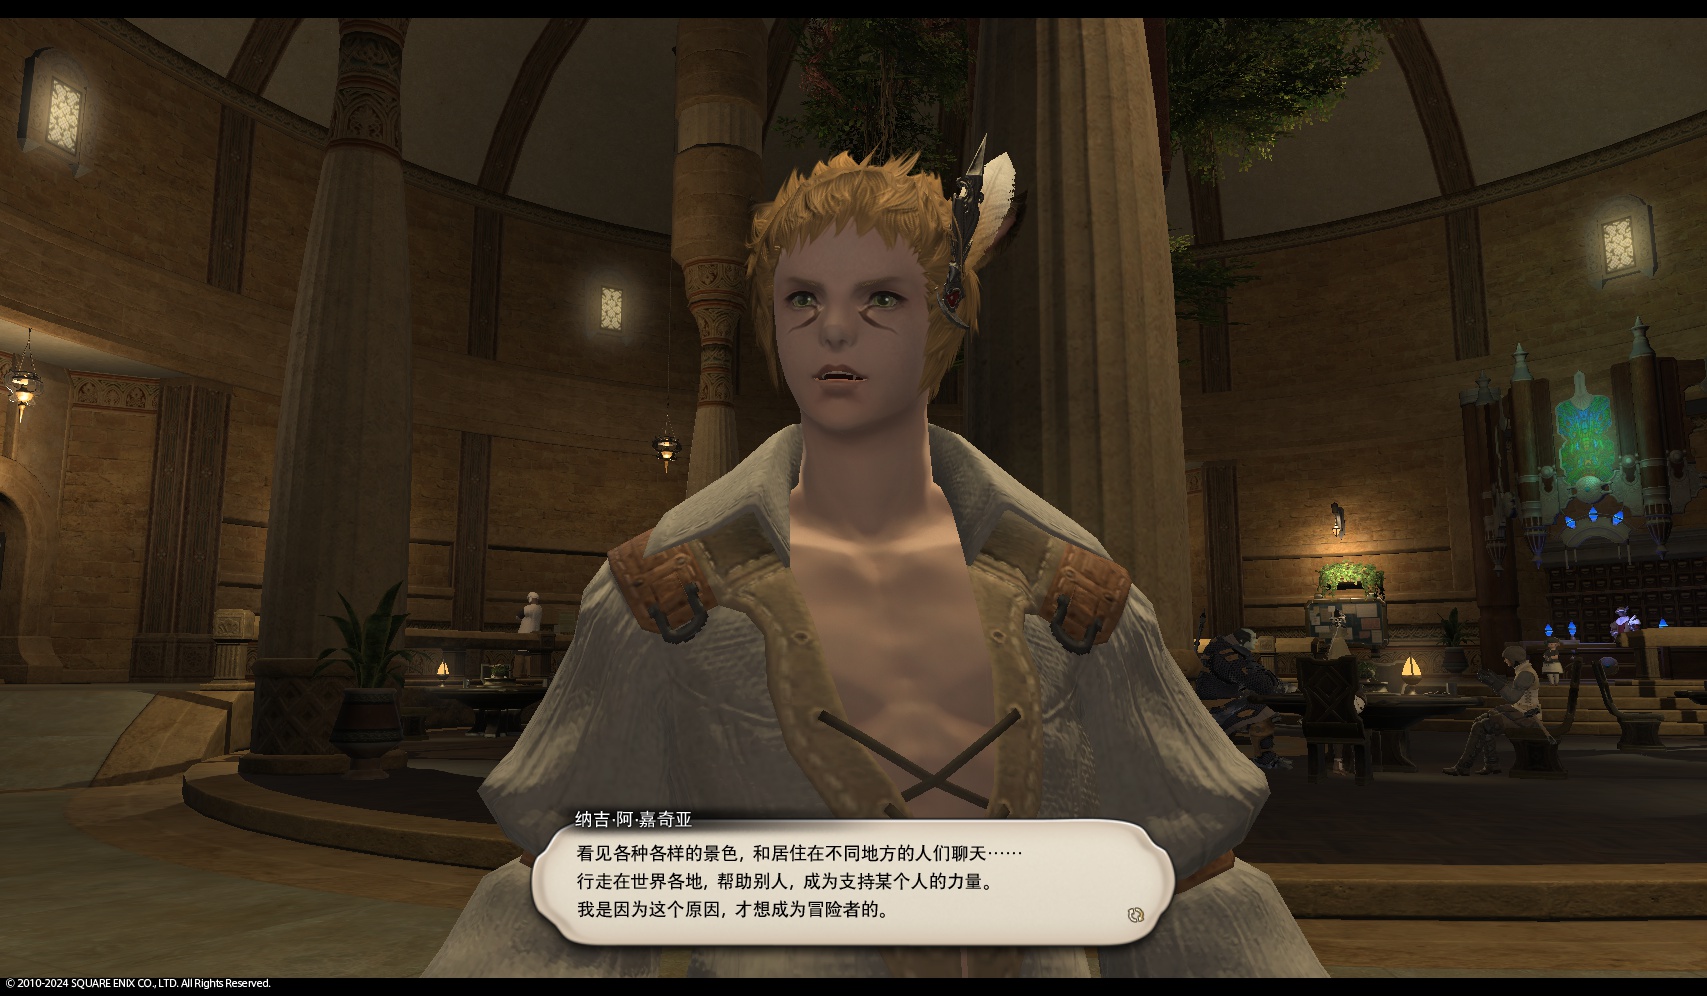 纳吉·阿·嘉奇亚
看见各种各样的景色，和居住在不同地方的人们聊天……
行走在世界各地，帮助别人，成为支持某个人的力量。
我是因为这个原因，才想成为冒险者的。
© 2010-2024 SQUARE ENIX CO., LTD. All Rights Reserved.